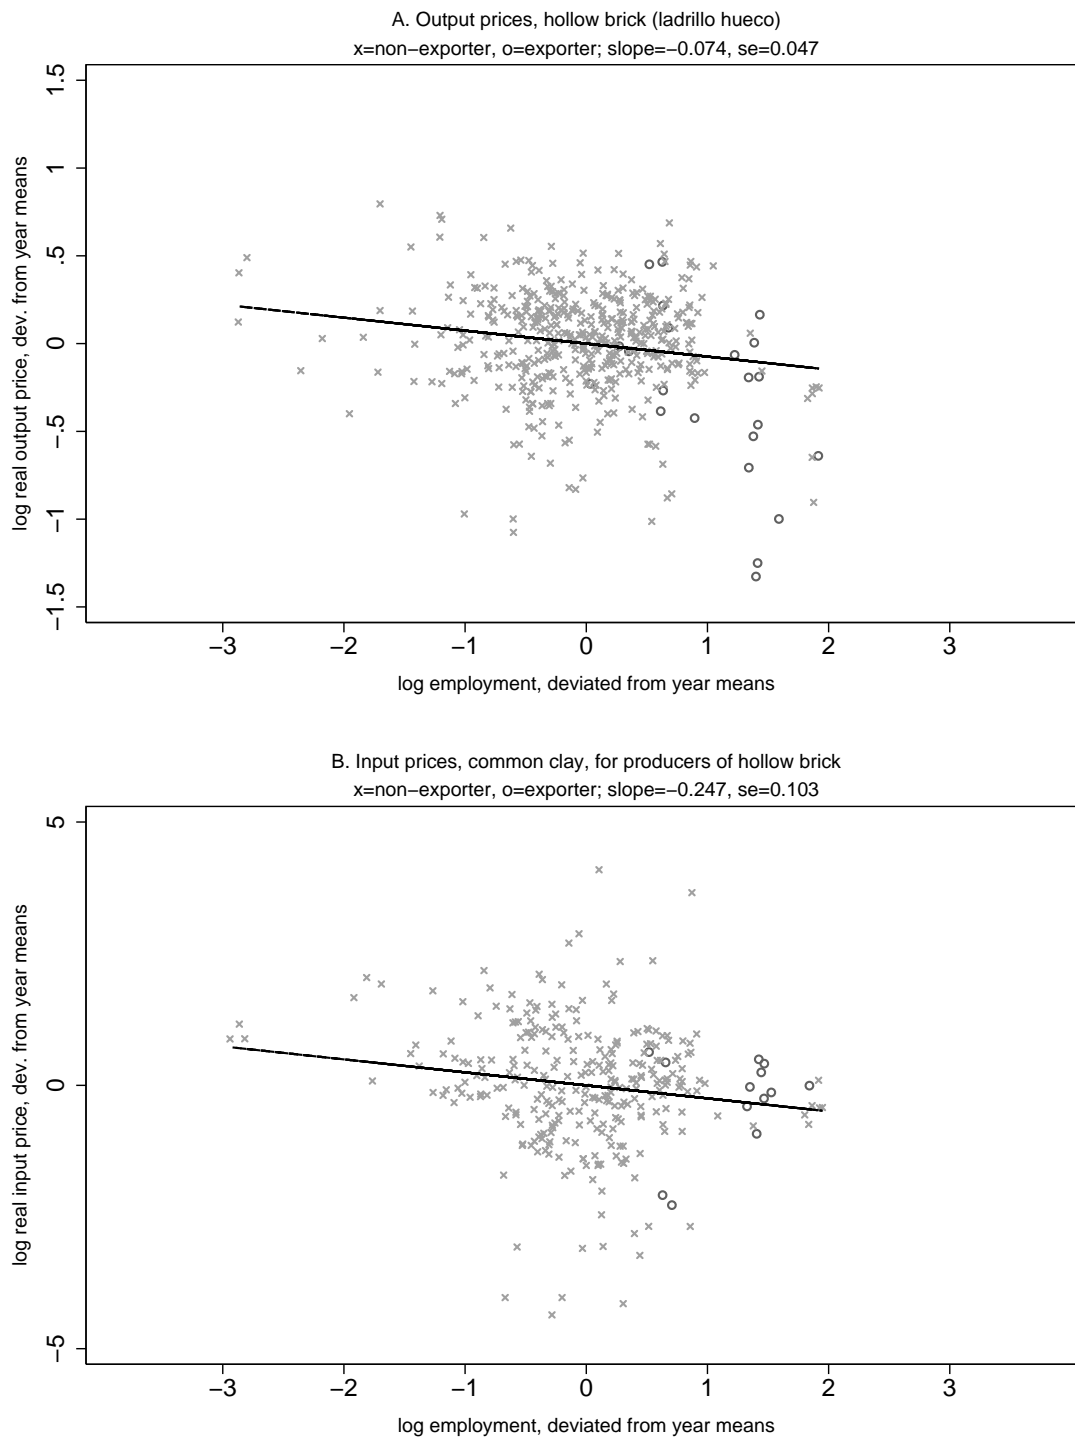 A. Output prices, hollow brick (ladrillo hueco)
x=non−exporter, o=exporter; slope=−0.074, se=0.047
1.5
1
.5
0
−.5
−1
−1.5
log real output price, dev. from year means
−3 −2 −1 0 1 2 3
log employment, deviated from year means
B. Input prices, common clay, for producers of hollow brick
x=non−exporter, o=exporter; slope=−0.247, se=0.103
5
0
−5
log real input price, dev. from year means
−3 −2 −1 0 1 2 3
log employment, deviated from year means